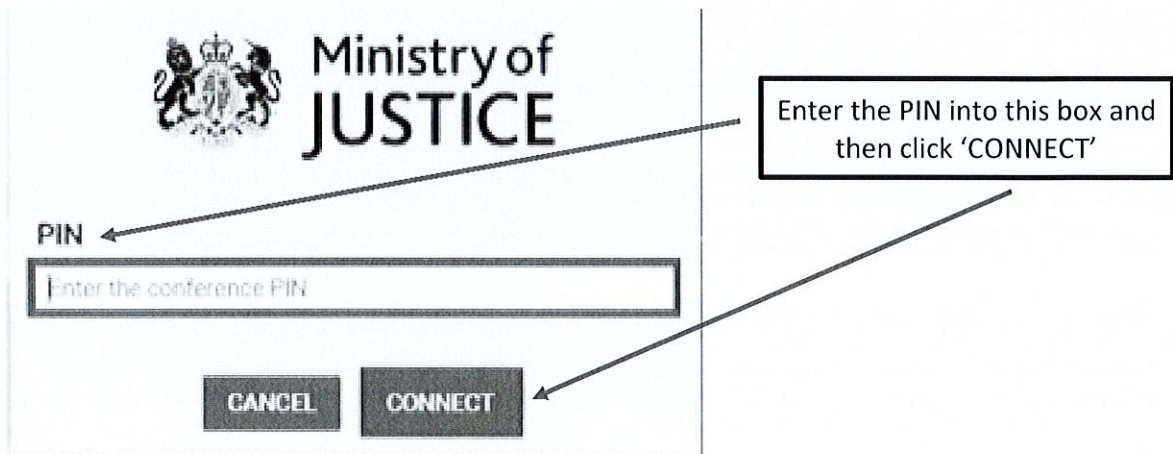 Ministry of
JUSTICE
Enter the PIN into this box and
then click ‘CONNECT’
PIN
Enter the conference PIN
CANCEL
CONNECT